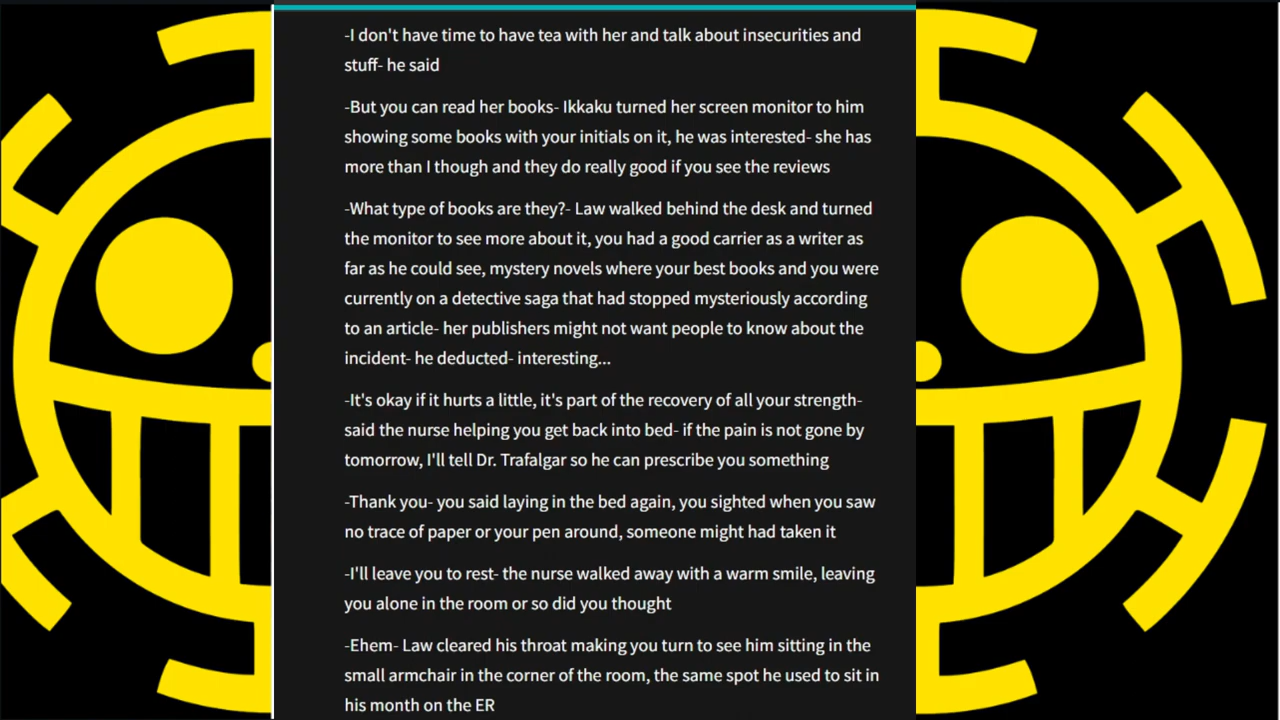 -I don't have time to have tea with her and talk about insecurities and
stuff- he said
-But you can read her books- Ikkaku turned her screen monitor to him
showing some books with your initials on it, he was interested- she has
more than I though and they do really good if you see the reviews
-What type of books are they?- Law walked behind the desk and turned
the monitor to see more about it, you had a good carrier as a writer as
far as he could see, mystery novels where your best books and you were
currently on a detective saga that had stopped mysteriously according
to an article- her publishers might not want people to know about the
incident- he deducted- interesting...
-It's okay if it hurts a little, it's part of the recovery of all your strength-
said the nurse helping you get back into bed- if the pain is not gone by
tomorrow, I'll tell Dr. Trafalgar so he can prescribe you something
-Thank you- you said laying in the bed again, you sighted when you saw
no trace of paper or your pen around, someone might had taken it
-I'll leave you to rest- the nurse walked away with a warm smile, leaving
you alone in the room or so did you thought
-Ehem- Law cleared his throat making you turn to see him sitting in the
small armchair in the corner of the room, the same spot he used to sit in
his month on the ER